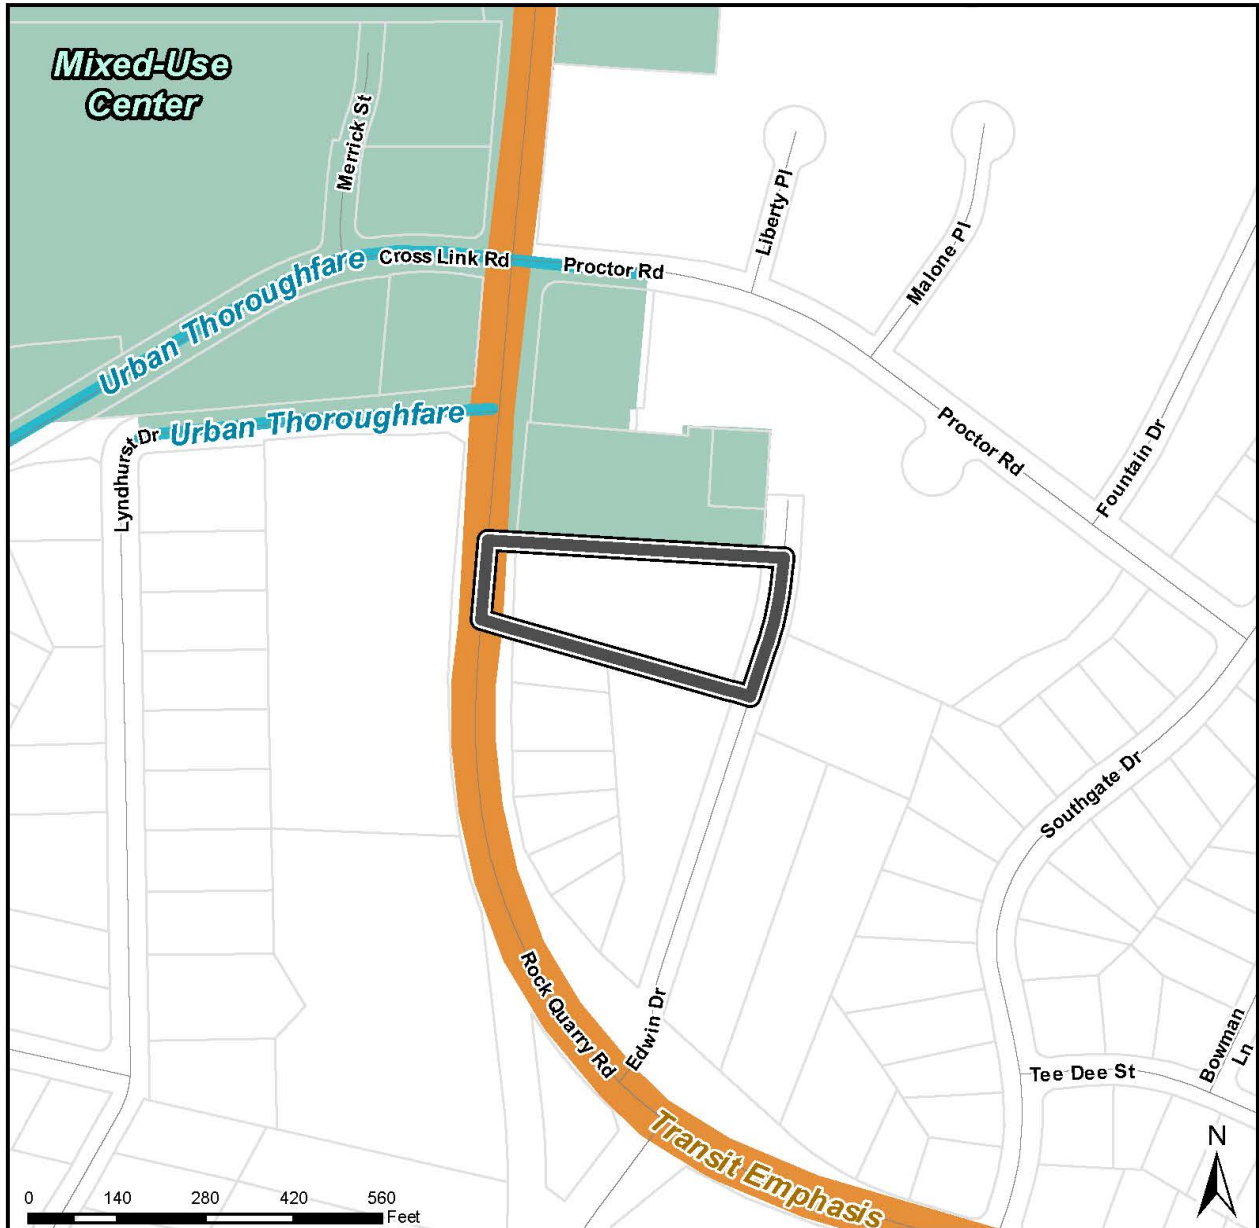 Mixed-Use
Center
Merrick St
Liberty Pl
Malone Pl
Urban Thoroughfare
Cross Link Rd
Proctor Rd
Urban Thoroughfare
Lyndhurst Dr
Proctor Rd
Fountain Dr
Southgate Dr
Rock Quarry Rd
Edwin Dr
Tee Dee St
Bowman
Ln
Transit Emphasis
N
0 140 280 420 560
Feet